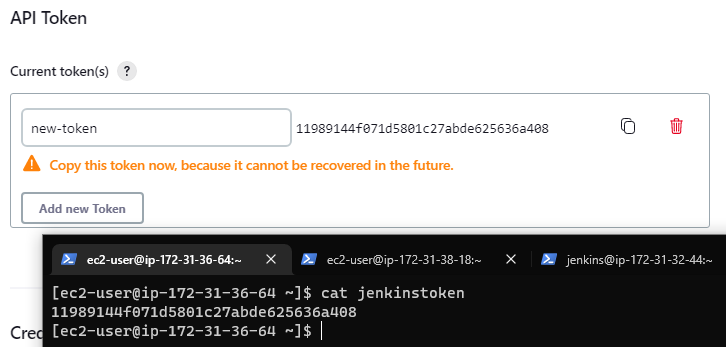 API Token
Current token(s) ?
new-token 11989144f071d5801c27abde625636a408
Copy this token now, because it cannot be recovered in the future.
Add new Token
ec2-user@ip-172-31-36-64:~ ec2-user@ip-172-31-38-18:~ jenkins@ip-172-31-32-44:~
[ec2-user@ip-172-31-36-64 ~]$ cat jenkinstoken
11989144f071d5801c27abde625636a408
[ec2-user@ip-172-31-36-64 ~]$
Cred